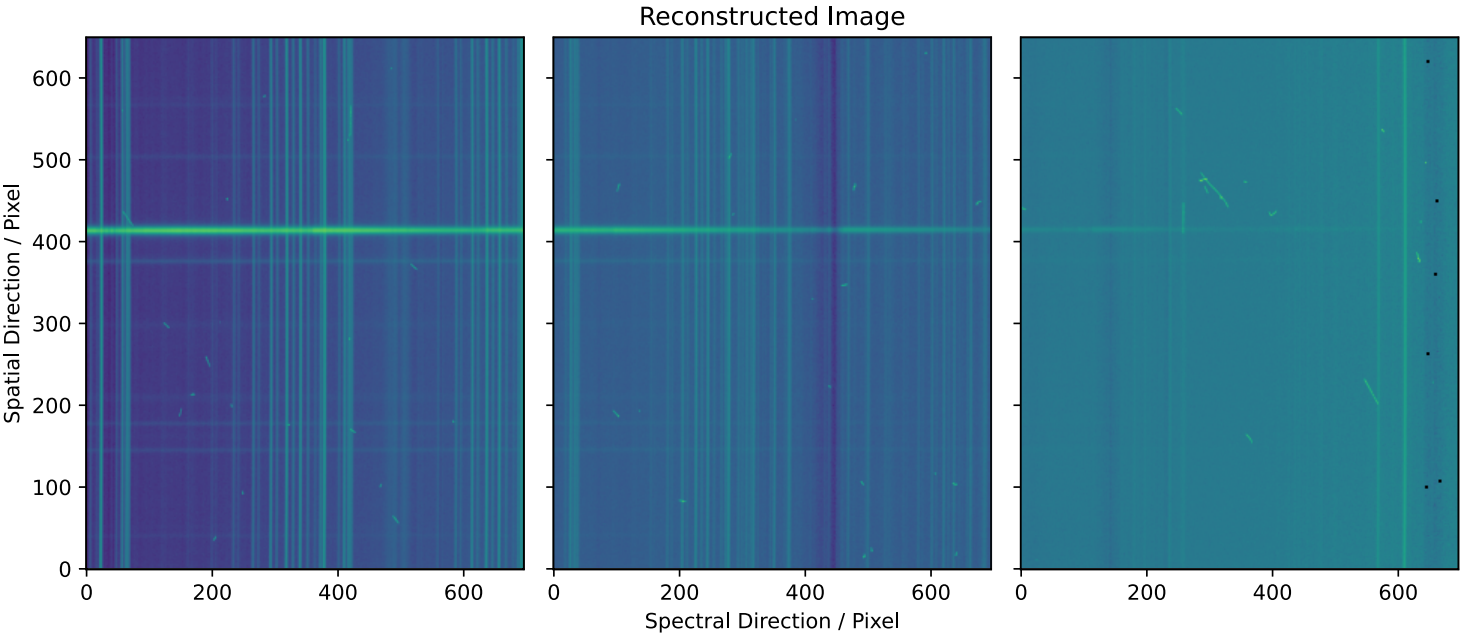 Reconstructed Image
Spatial Direction / Pixel
600
500
400
300
200
100
0
0 200 400 600
0 200 400 600
0 200 400 600
Spectral Direction / Pixel